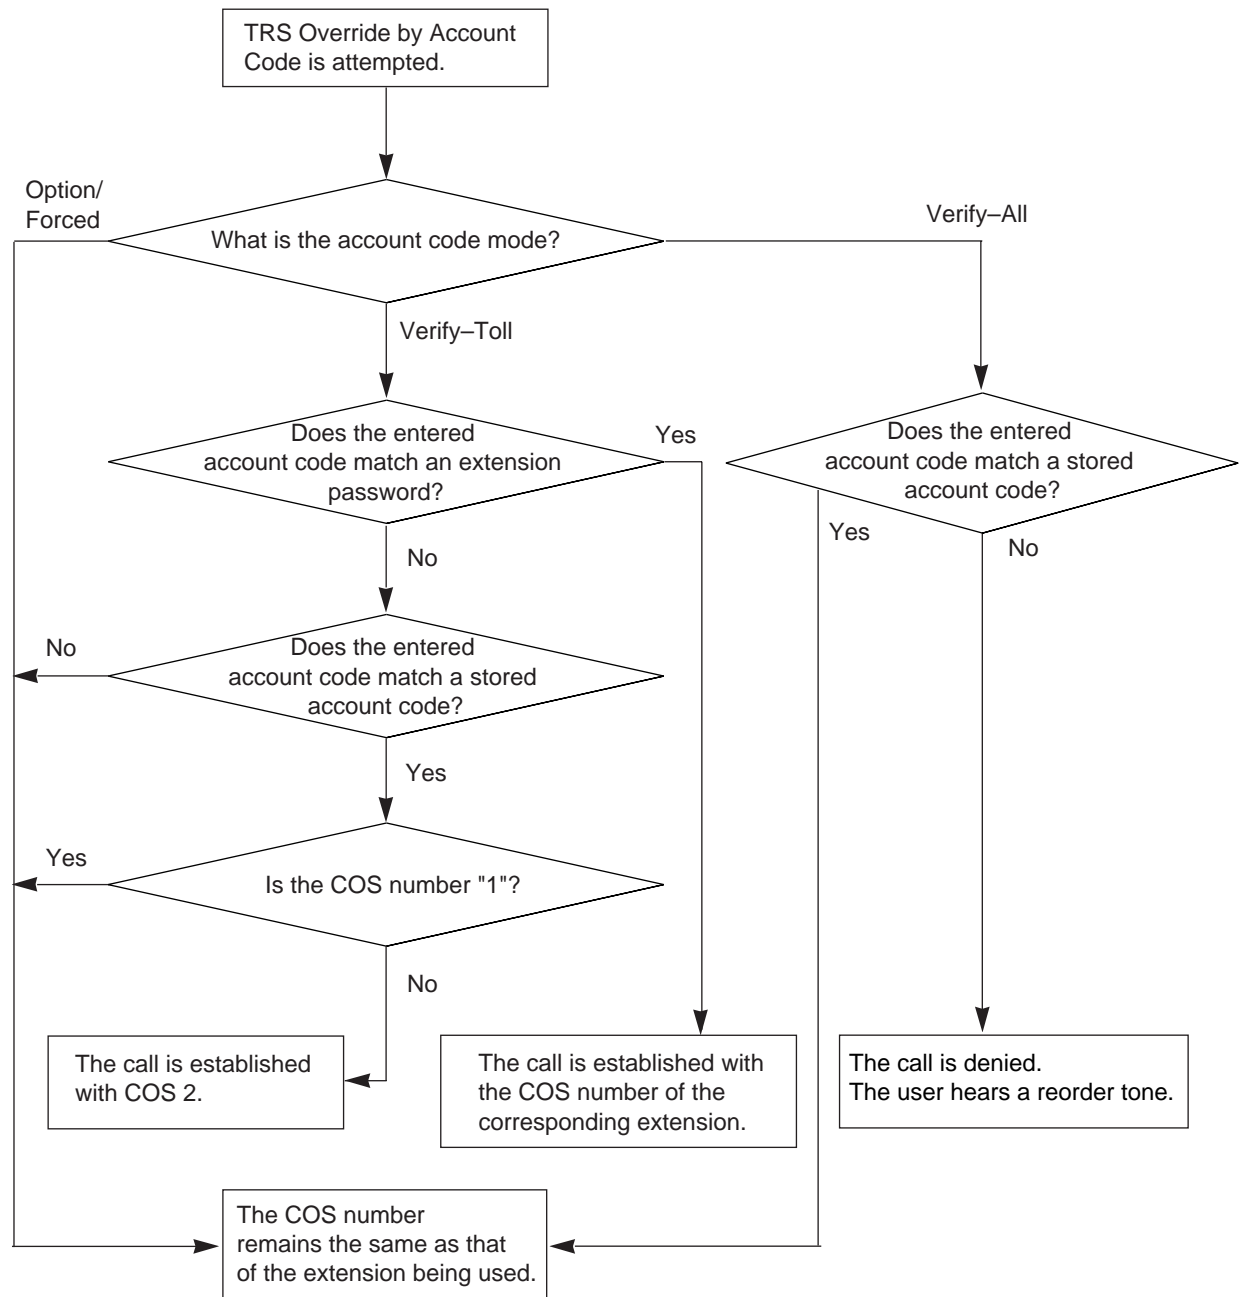 TRS Override by Account
Code is attempted.
Option/
Forced
What is the account code mode?
Verify–All
Verify–Toll
Does the entered
account code match an extension
password?
Yes
Does the entered
account code match a stored
account code?
No
Yes
No
Does the entered
account code match a stored
account code?
No
Yes
Is the COS number "1"?
Yes
No
The call is established
with COS 2.
The call is established with
the COS number of the
corresponding extension.
The call is denied.
The user hears a reorder tone.
The COS number
remains the same as that
of the extension being used.